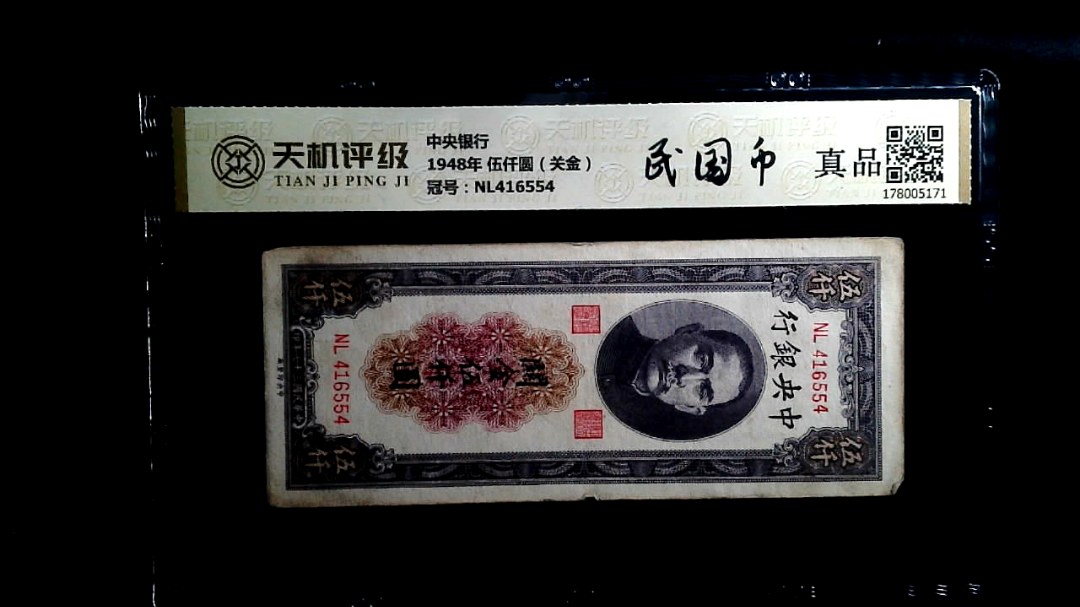 天机评级
TIAN JI PING JI
中央银行
1948年 伍仟圆（关金）
冠号：NL416554
民国币
真品
178005171
伍仟
伍仟
行銀央中
NL 416554
關金伍仟圓
NL 416554
伍仟
伍仟